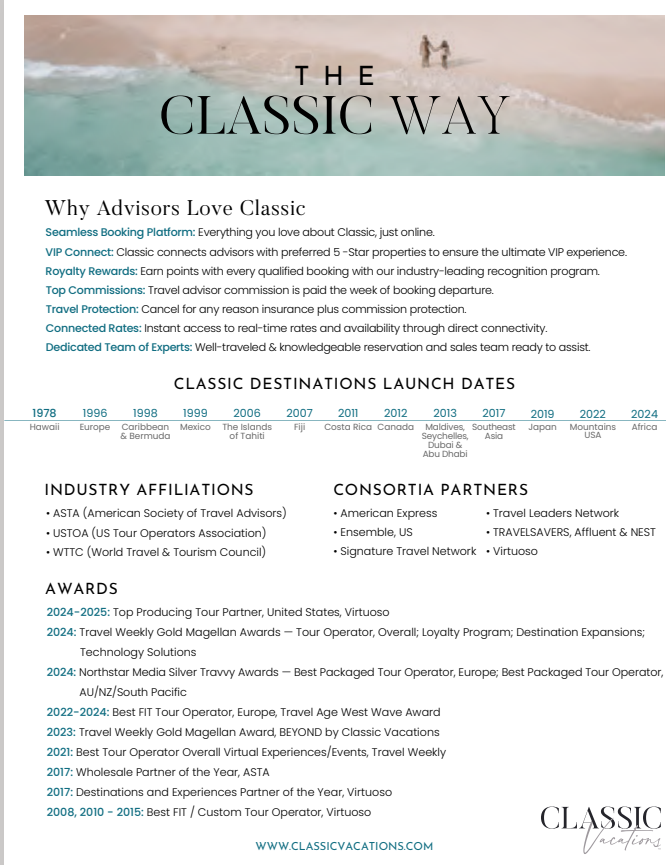 THE
CLASSIC WAY
Why Advisors Love Classic
Seamless Booking Platform: Everything you love about Classic, just online.
VIP Connect: Classic connects advisors with preferred 5 -Star properties to ensure the ultimate VIP experience.
Royalty Rewards: Earn points with every qualified booking with our industry-leading recognition program.
Top Commissions: Travel advisor commission is paid the week of booking departure.
Travel Protection: Cancel for any reason insurance plus commission protection.
Connected Rates: Instant access to real-time rates and availability through direct connectivity.
Dedicated Team of Experts: Well-traveled & knowledgeable reservation and sales team ready to assist.
CLASSIC DESTINATIONS LAUNCH DATES
1978
Hawaii
1996
Europe
1998
Caribbean
& Bermuda
1999
Mexico
2006
The Islands
of Tahiti
2007
Fiji
2011
Costa Rica
2012
Canada
2013
Maldives,
Seychelles,
Dubai &
Abu Dhabi
2017
Southeast
Asia
2019
Japan
2022
Mountains
USA
2024
Africa
INDUSTRY AFFILIATIONS
• ASTA (American Society of Travel Advisors)
• USTOA (US Tour Operators Association)
• WTTC (World Travel & Tourism Council)
CONSORTIA PARTNERS
• American Express
• Ensemble, US
• Signature Travel Network
• Travel Leaders Network
• TRAVELSAVERS, Affluent & NEST
• Virtuoso
AWARDS
2024-2025: Top Producing Tour Partner, United States, Virtuoso
2024: Travel Weekly Gold Magellan Awards — Tour Operator, Overall; Loyalty Program; Destination Expansions;
Technology Solutions
2024: Northstar Media Silver Travvy Awards — Best Packaged Tour Operator, Europe; Best Packaged Tour Operator,
AU/NZ/South Pacific
2022-2024: Best FIT Tour Operator, Europe, Travel Age West Wave Award
2023: Travel Weekly Gold Magellan Award, BEYOND by Classic Vacations
2021: Best Tour Operator Overall Virtual Experiences/Events, Travel Weekly
2017: Wholesale Partner of the Year, ASTA
2017: Destinations and Experiences Partner of the Year, Virtuoso
2008, 2010 - 2015: Best FIT / Custom Tour Operator, Virtuoso
CLASSIC
Vacations
WWW.CLASSICVACATIONS.COM